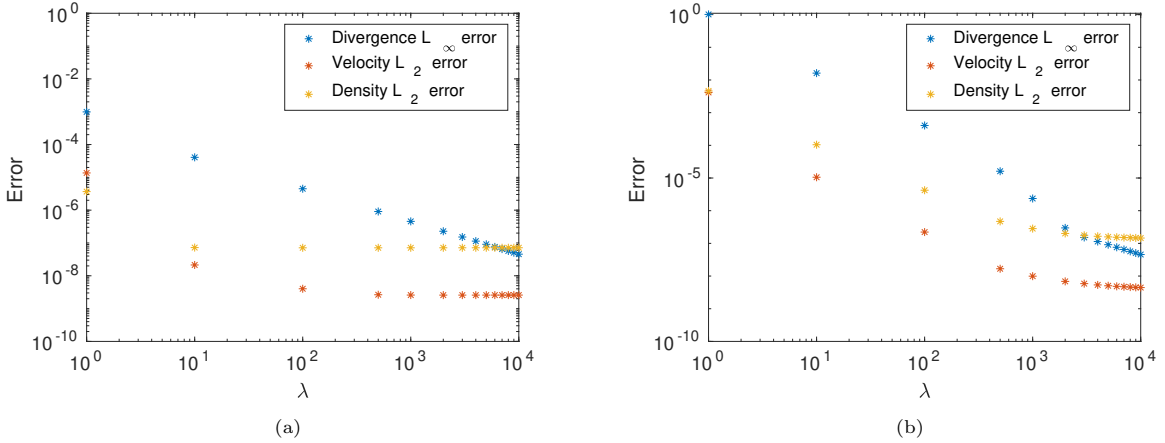 10^0
10^-2
10^-4
10^-6
10^-8
10^-10
Error
Divergence L ∞ error
Velocity L 2 error
Density L 2 error
10^0 10^1 10^2 10^3 10^4
λ
(a)
10^0
10^-5
10^-10
Error
Divergence L ∞ error
Velocity L 2 error
Density L 2 error
10^0 10^1 10^2 10^3 10^4
λ
(b)